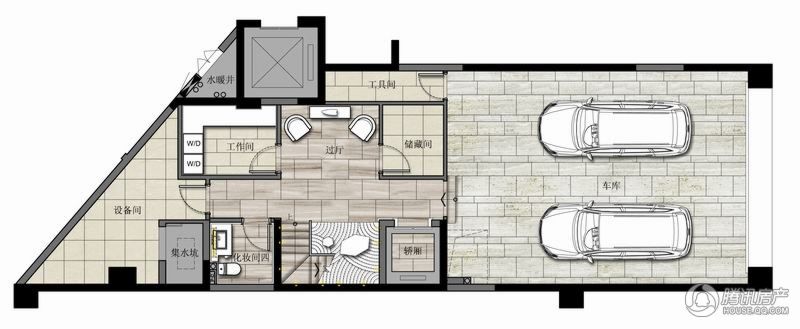 水暖井
工具间
W/D
W/D
工作间
过厅
储藏间
车库
设备间
上
集水坑
化妆间四
轿厢
腾讯房产
HOUSE.QQ.COM